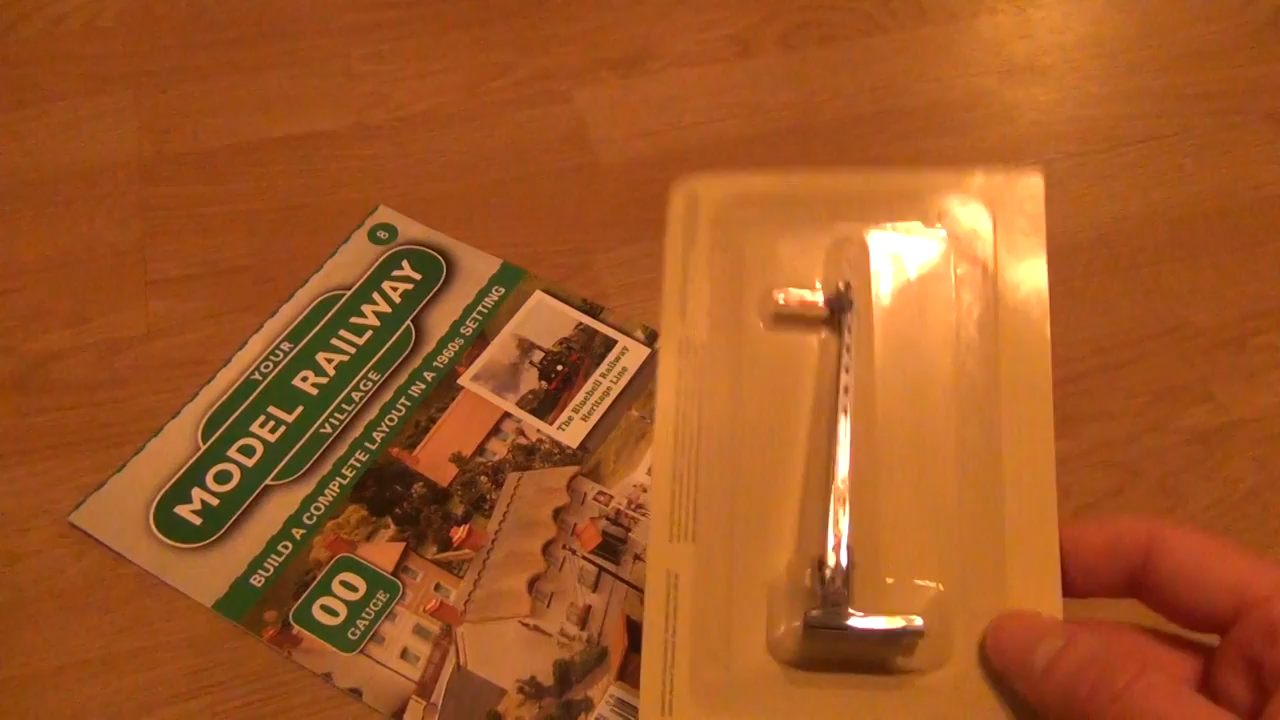 8
YOUR
MODEL RAILWAY
VILLAGE
BUILD A COMPLETE LAYOUT IN A 1960s SETTING
The Bluebell Railway
Heritage Line
00
GAUGE